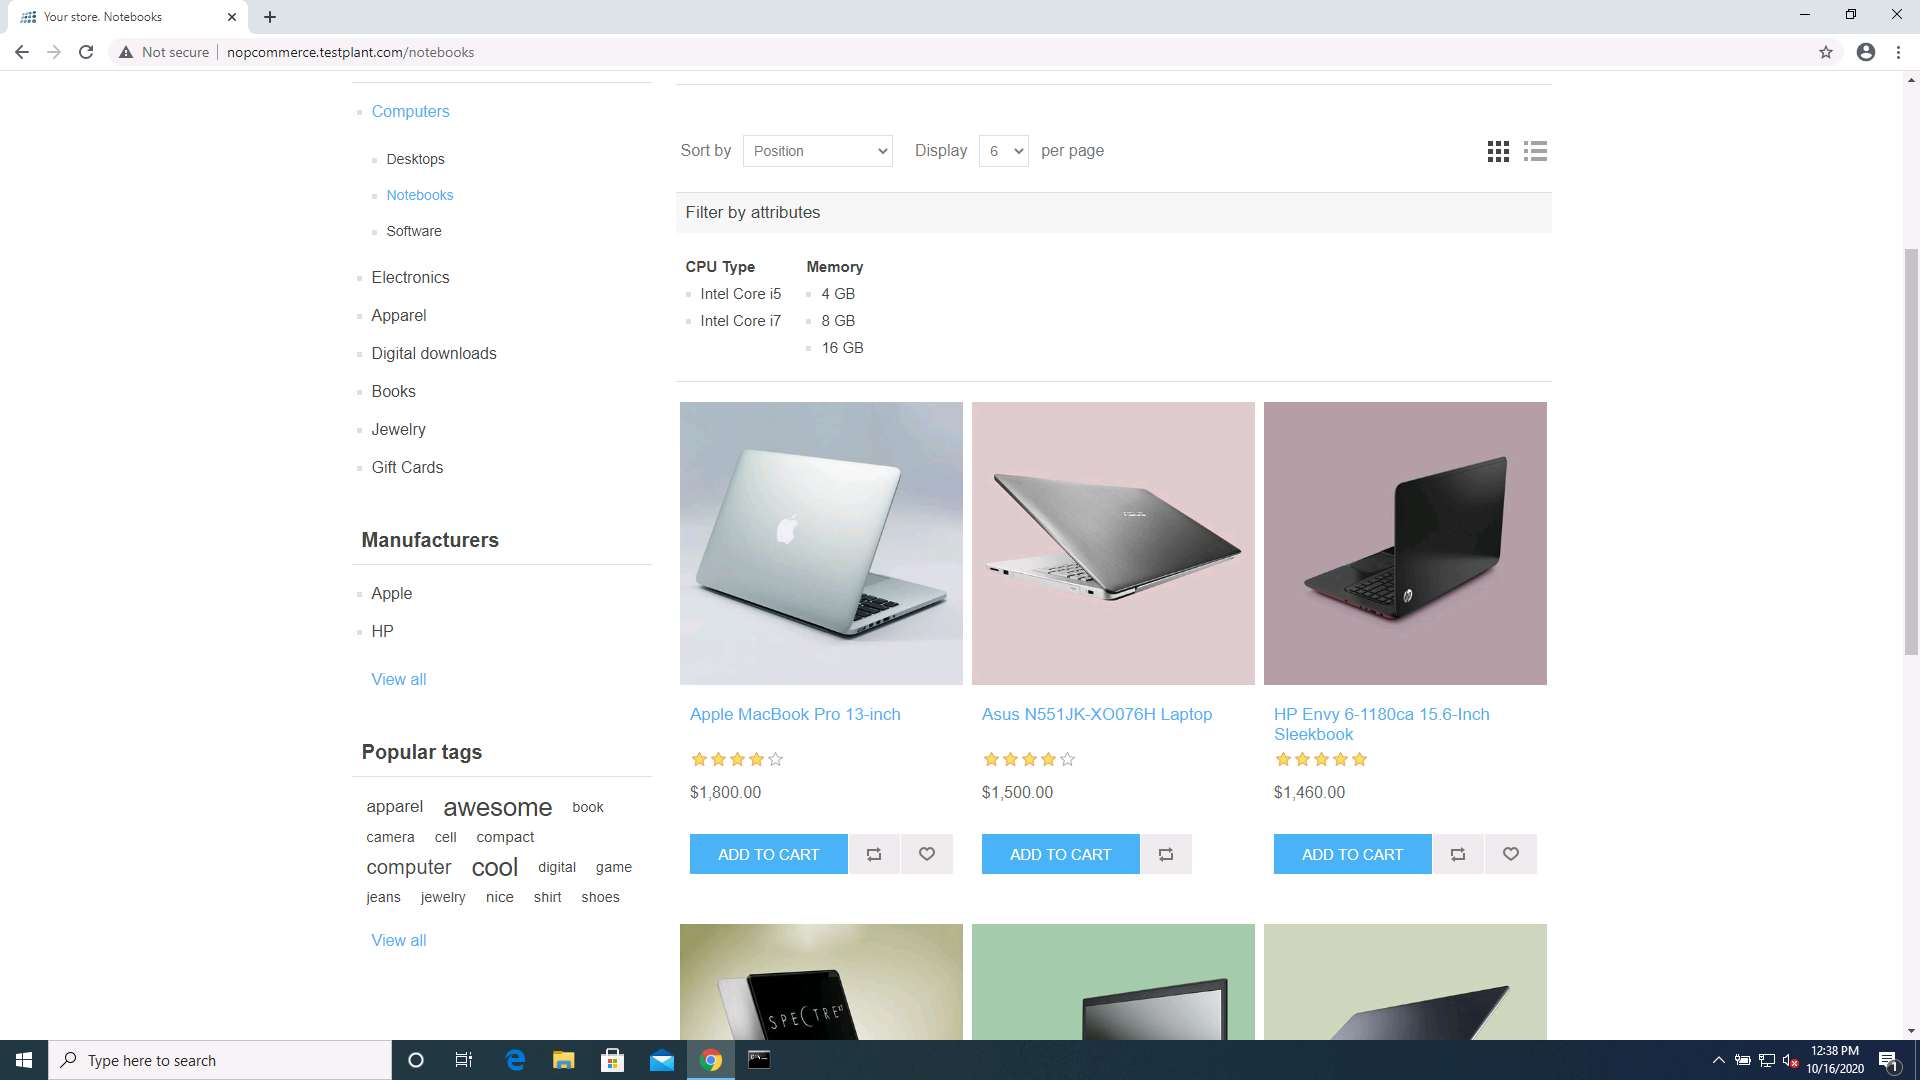 Your store. Notebooks
Not secure
nopcommerce.testplant.com/notebooks
Computers
Desktops
Notebooks
Software
Electronics
Apparel
Digital downloads
Books
Jewelry
Gift Cards
Manufacturers
Apple
HP
View all
Popular tags
apparel awesome book
camera cell compact
computer cool digital game
jeans jewelry nice shirt shoes
View all
Sort by Position Display 6 per page
Filter by attributes
CPU Type Memory
Intel Core i5 4 GB
Intel Core i7 8 GB
16 GB
Apple MacBook Pro 13-inch
$1,800.00
ADD TO CART
Asus N551JK-XO076H Laptop
$1,500.00
ADD TO CART
HP Envy 6-1180ca 15.6-Inch
Sleekbook
$1,460.00
ADD TO CART
SPECTRE XT
Type here to search
12:38 PM
10/16/2020
1